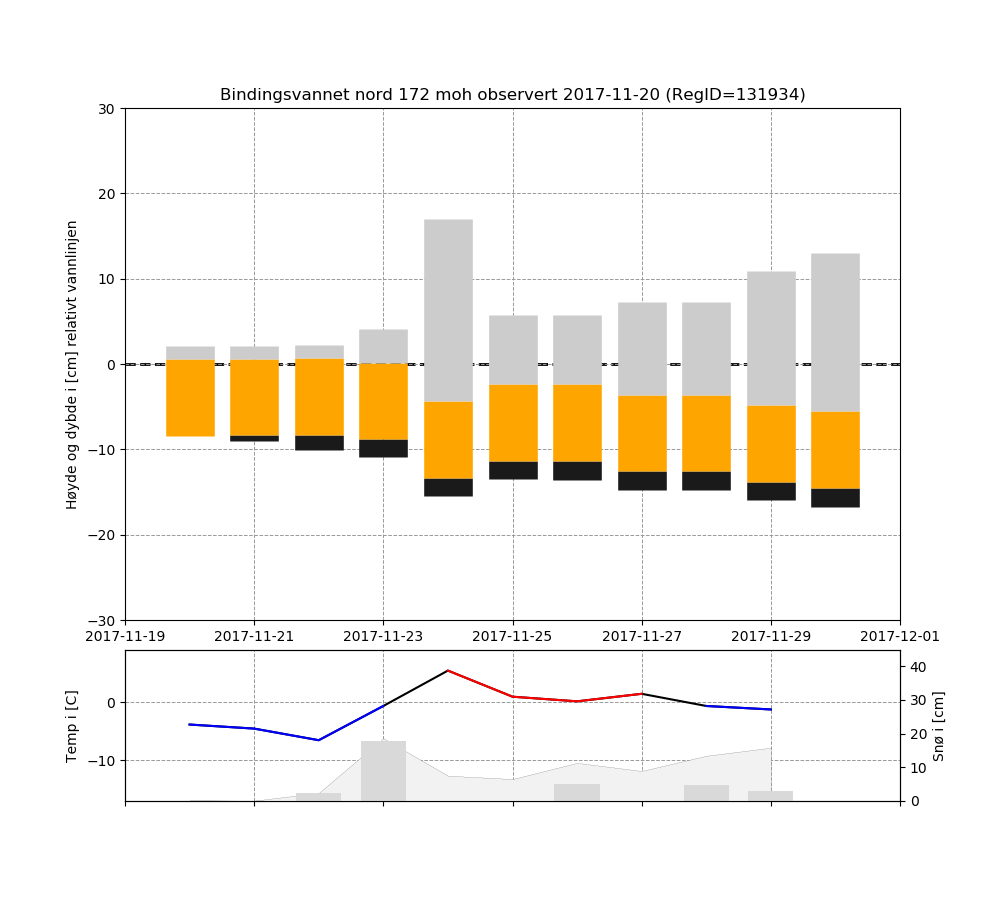 Bindingsvannet nord 172 moh observert 2017-11-20 (RegID=131934)
Høyde og dybde i [cm] relativt vannlinjen
30
20
10
0
−10
−20
−30
2017-11-19 2017-11-21 2017-11-23 2017-11-25 2017-11-27 2017-11-29 2017-12-01
Temp i [C]
0
−10
40
30
20
10
0
Snø i [cm]